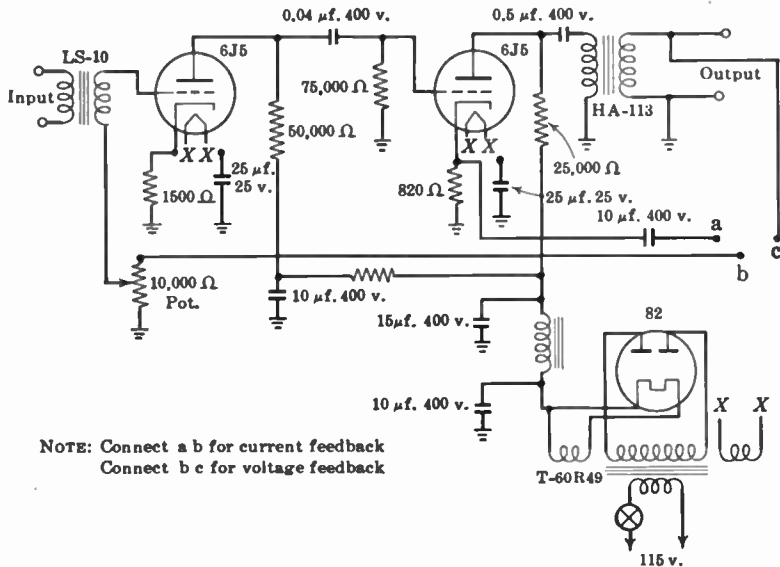 0.04 µf. 400 v.
0.5 µf. 400 v.
LS-10
6J5
6J5
Input
75,000 Ω
50,000 Ω
Output
HA-113
25,000 Ω
X X
X X
1500 Ω
25 µf.
25 v.
820 Ω
25 µf. 25 v.
10 µf. 400 v.
a
b
c
10,000 Ω
Pot.
10 µf. 400 v.
15µf. 400 v.
82
10 µf. 400 v.
X X
NOTE: Connect a b for current feedback
Connect b c for voltage feedback
T-60R49
115 v.